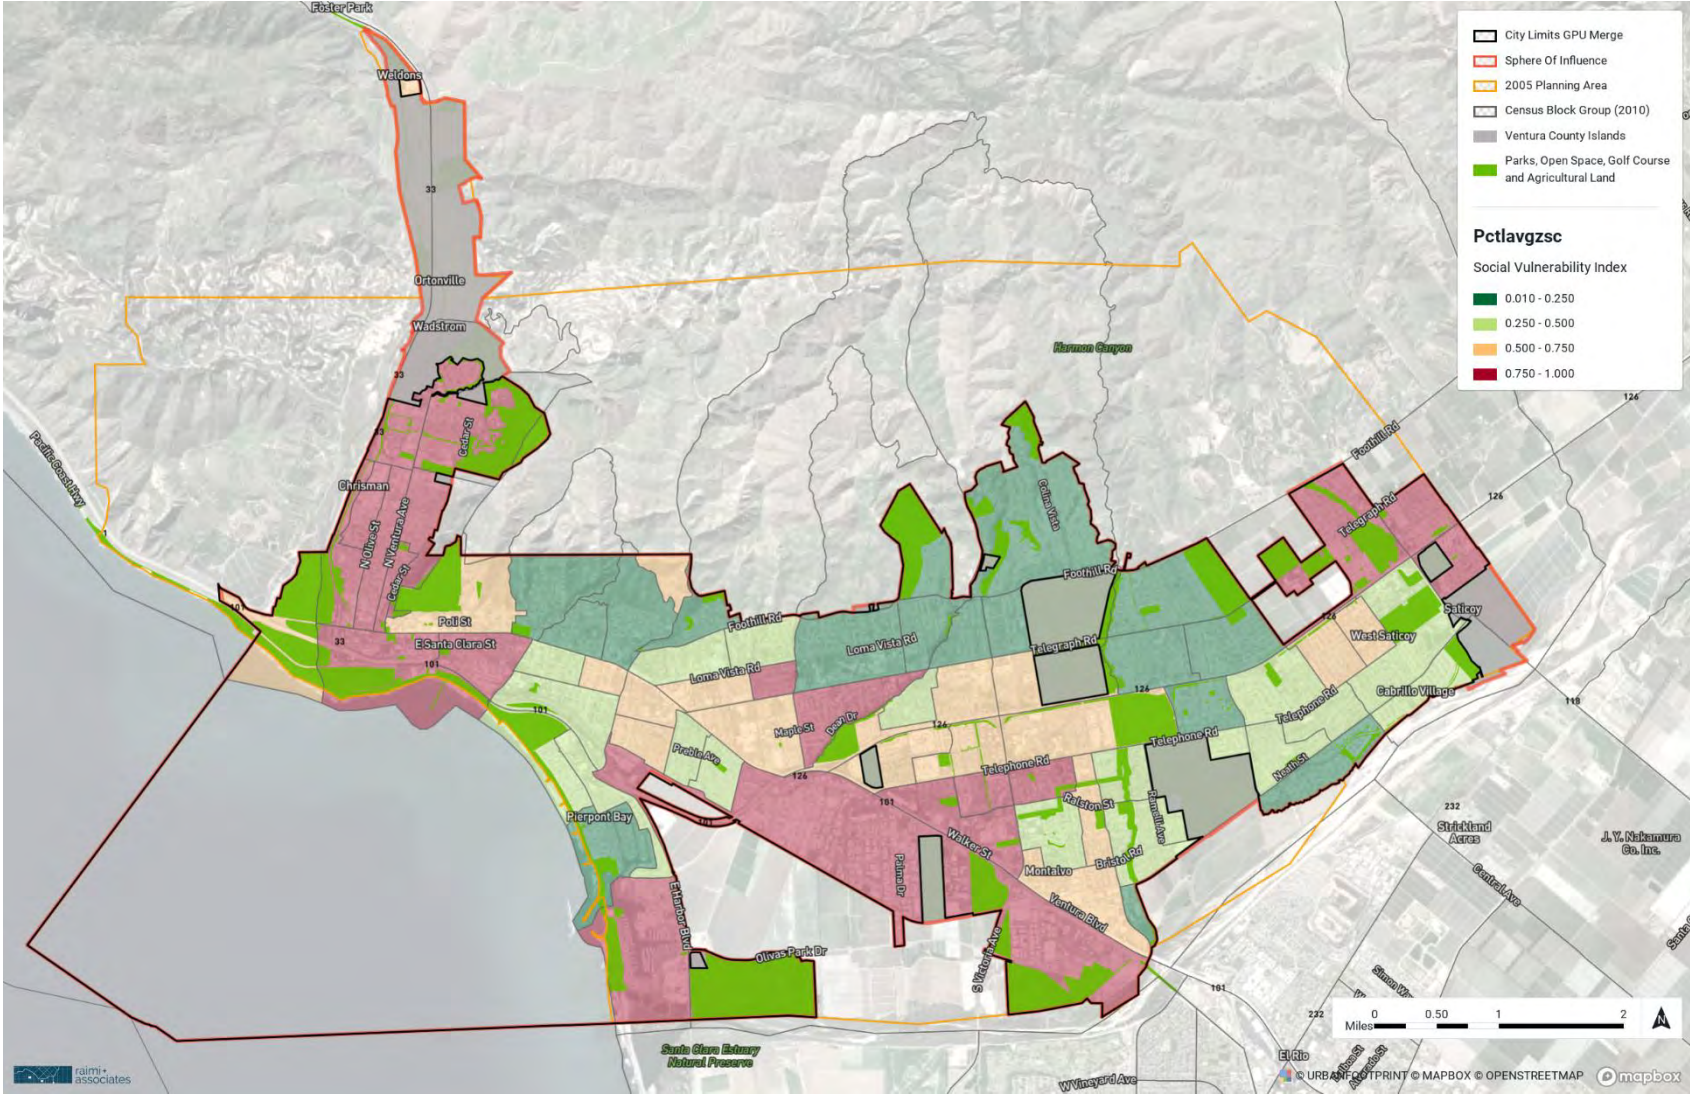 Foster Park
Weldons
33
Ortonville
Wadstrom
33
33
Cedar St
Chrisman
N Olive St
N Ventura Ave
Cedar St
Pacific Coast Hwy
1
101
Poli St
33
E Santa Clara St
101
101
Foothill Rd
Loma Vista Rd
Loma Vista Rd
Colina Vista
Foothill Rd
Telegraph Rd
Harmon Canyon
Foothill Rd
126
126
Telegraph Rd
126
Saticoy
West Saticoy
Cabrillo Village
118
Telephone Rd
126
Telephone Rd
Neath St
Maple St
Dean Dr
126
Preble Ave
126
Telephone Rd
101
Ralston St
Ramelli Ave
Pierpont Bay
101
Walker St
Palma Dr
Montalvo
Bristol Rd
Ventura Blvd
E Harbor Blvd
Olivas Park Dr
S Victoria Ave
101
232
Strickland
Acres
J. Y. Nakamura
Co. Inc.
Central Ave
232
El Rio
Santa Clara Estuary
Natural Preserve
W Vineyard Ave
City Limits GPU Merge
Sphere Of Influence
2005 Planning Area
Census Block Group (2010)
Ventura County Islands
Parks, Open Space, Golf Course
and Agricultural Land
Pctlavgzsc
Social Vulnerability Index
0.010 - 0.250
0.250 - 0.500
0.500 - 0.750
0.750 - 1.000
Miles
0 0.50 1 2
N
raimi+
associates
© URBANFOOTPRINT © MAPBOX © OPENSTREETMAP
mapbox